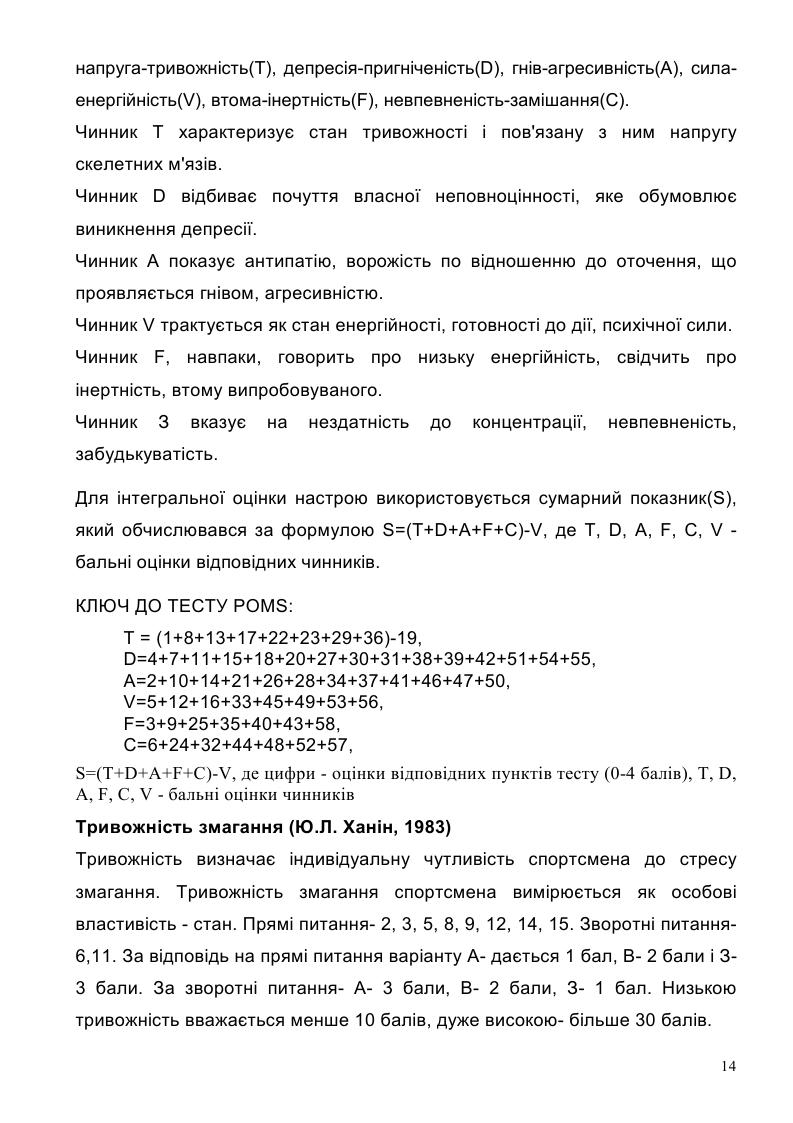 напруга-тривожність(T), депресія-пригніченість(D), гнів-агресивність(A), сила-
енергійність(V), втома-інертність(F), невпевненість-замішання(C).
Чинник T характеризує стан тривожності і пов'язану з ним напругу
скелетних м'язів.
Чинник D відбиває почуття власної неповноцінності, яке обумовлює
виникнення депресії.
Чинник A показує антипатію, ворожість по відношенню до оточення, що
проявляється гнівом, агресивністю.
Чинник V трактується як стан енергійності, готовності до дії, психічної сили.
Чинник F, навпаки, говорить про низьку енергійність, свідчить про
інертність, втому випробовуваного.
Чинник З вказує на нездатність до концентрації, невпевненість,
забудькуватість.
Для інтегральної оцінки настрою використовується сумарний показник(S),
який обчислювався за формулою S=(T+D+A+F+C)-V, де T, D, A, F, C, V -
бальні оцінки відповідних чинників.
КЛЮЧ ДО ТЕСТУ POMS:
T = (1+8+13+17+22+23+29+36)-19,
D=4+7+11+15+18+20+27+30+31+38+39+42+51+54+55,
A=2+10+14+21+26+28+34+37+41+46+47+50,
V=5+12+16+33+45+49+53+56,
F=3+9+25+35+40+43+58,
C=6+24+32+44+48+52+57,
S=(T+D+A+F+C)-V, де цифри - оцінки відповідних пунктів тесту (0-4 балів), T, D,
A, F, C, V - бальні оцінки чинників
Тривожність змагання (Ю.Л. Ханін, 1983)
Тривожність визначає індивідуальну чутливість спортсмена до стресу
змагання. Тривожність змагання спортсмена вимірюється як особові
властивість - стан. Прямі питання- 2, 3, 5, 8, 9, 12, 14, 15. Зворотні питання-
6,11. За відповідь на прямі питання варіанту А- дається 1 бал, В- 2 бали і З-
3 бали. За зворотні питання- А- 3 бали, В- 2 бали, З- 1 бал. Низькою
тривожність вважається менше 10 балів, дуже високою- більше 30 балів.
14